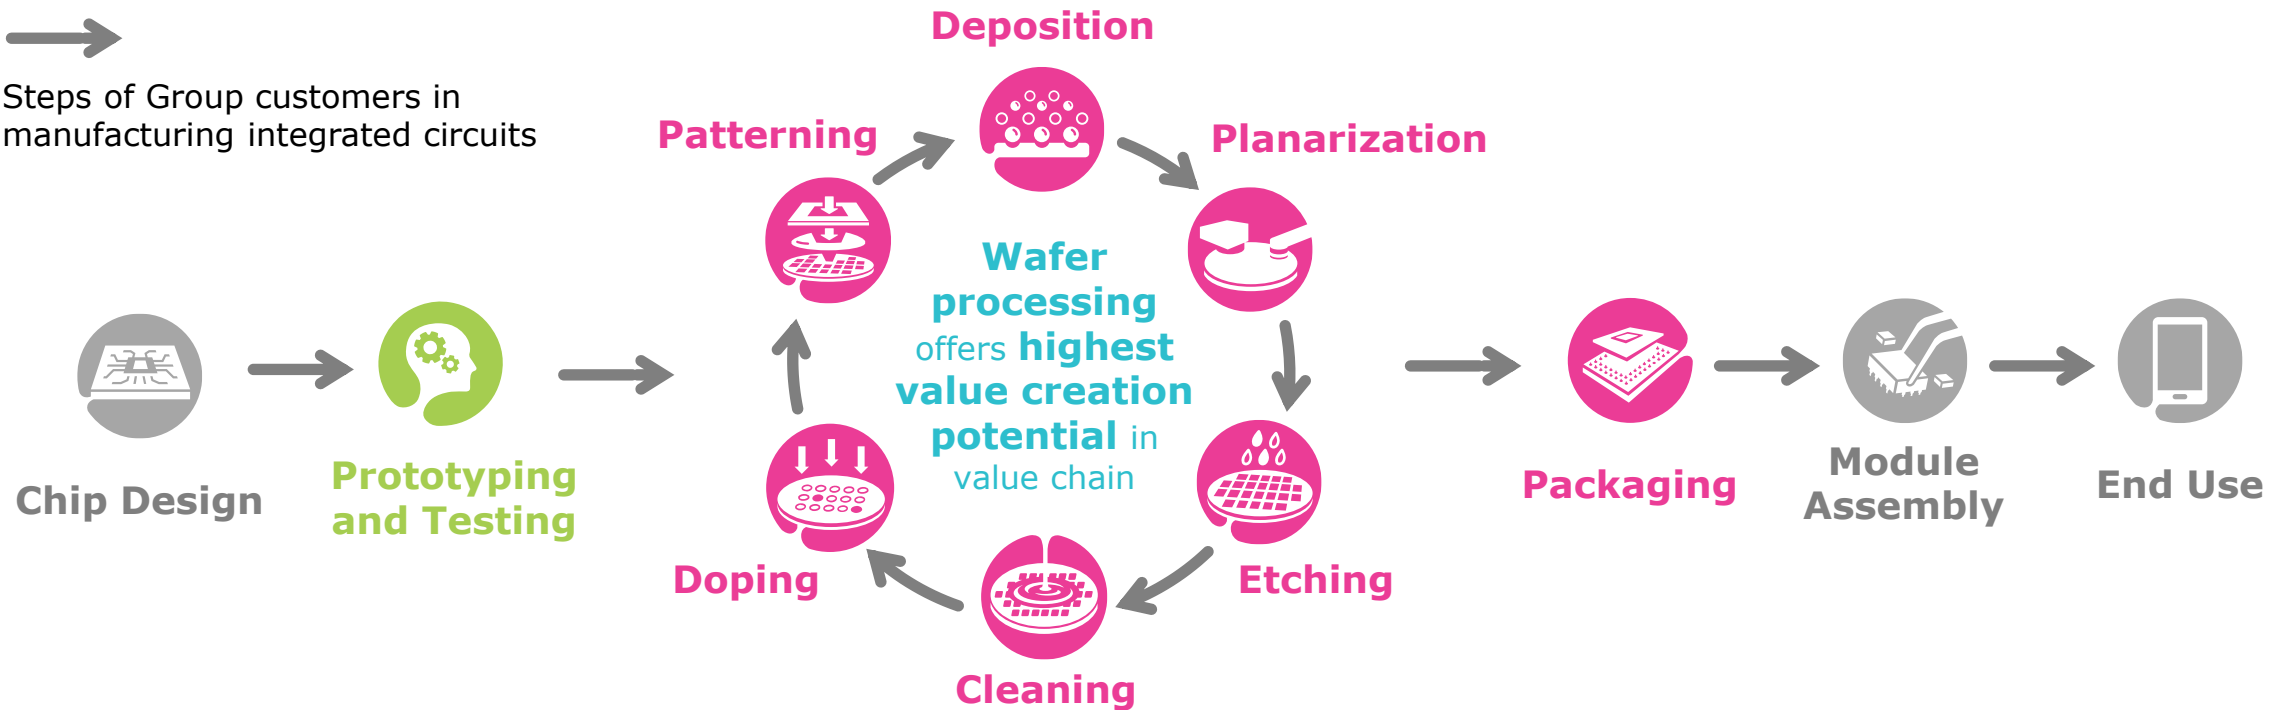 Steps of Group customers in
manufacturing integrated circuits
Chip Design
Prototyping
and Testing
Deposition
Patterning
Planarization
Wafer
processing
offers highest
value creation
potential in
value chain
Doping
Etching
Cleaning
Packaging
Module
Assembly
End Use